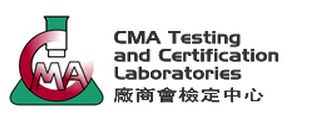 CMA
CMA Testing
and Certification
Laboratories
廠商會檢定中心